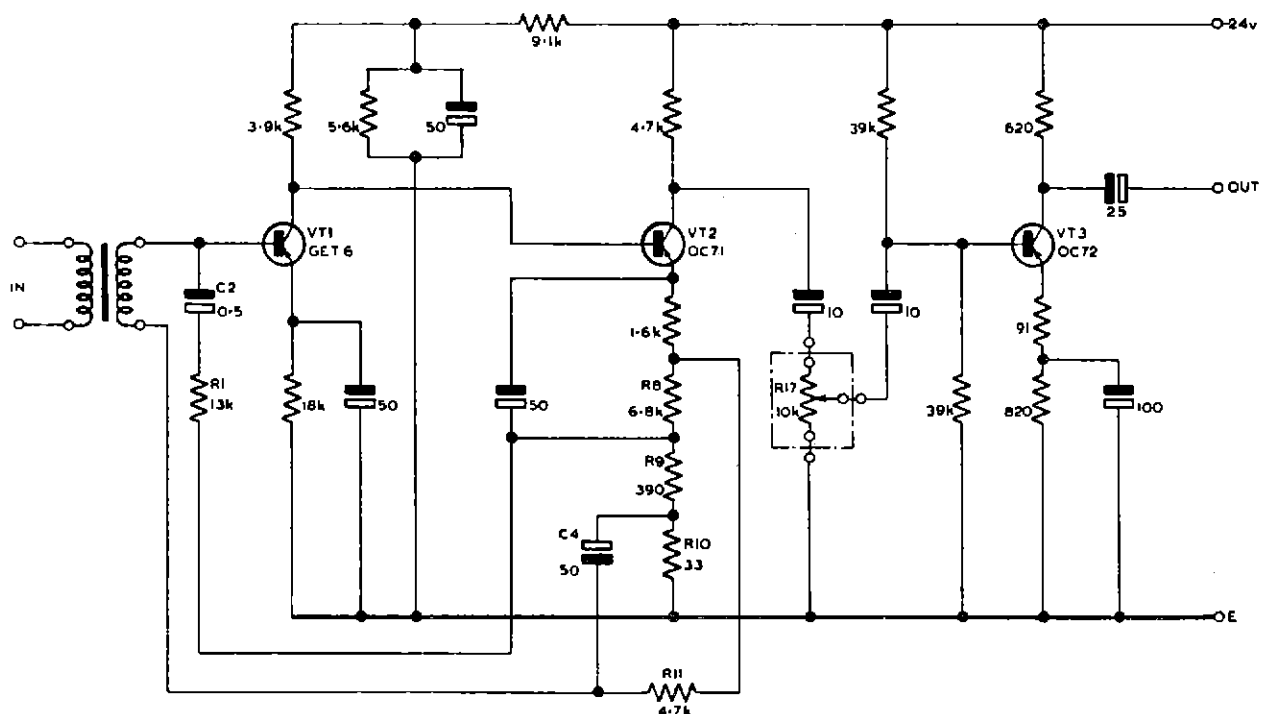 -24v
9·1k
3·9k
5·6k
50
4·7k
39k
620
OUT
25
VT1
GET 6
VT2
OC71
VT3
OC72
IN
C2
0·5
10
10
1·6k
91
R1
13k
18k
50
50
R8
6·8k
R17
10k
39k
820
100
R9
390
C4
50
R10
33
E
R11
4·7k